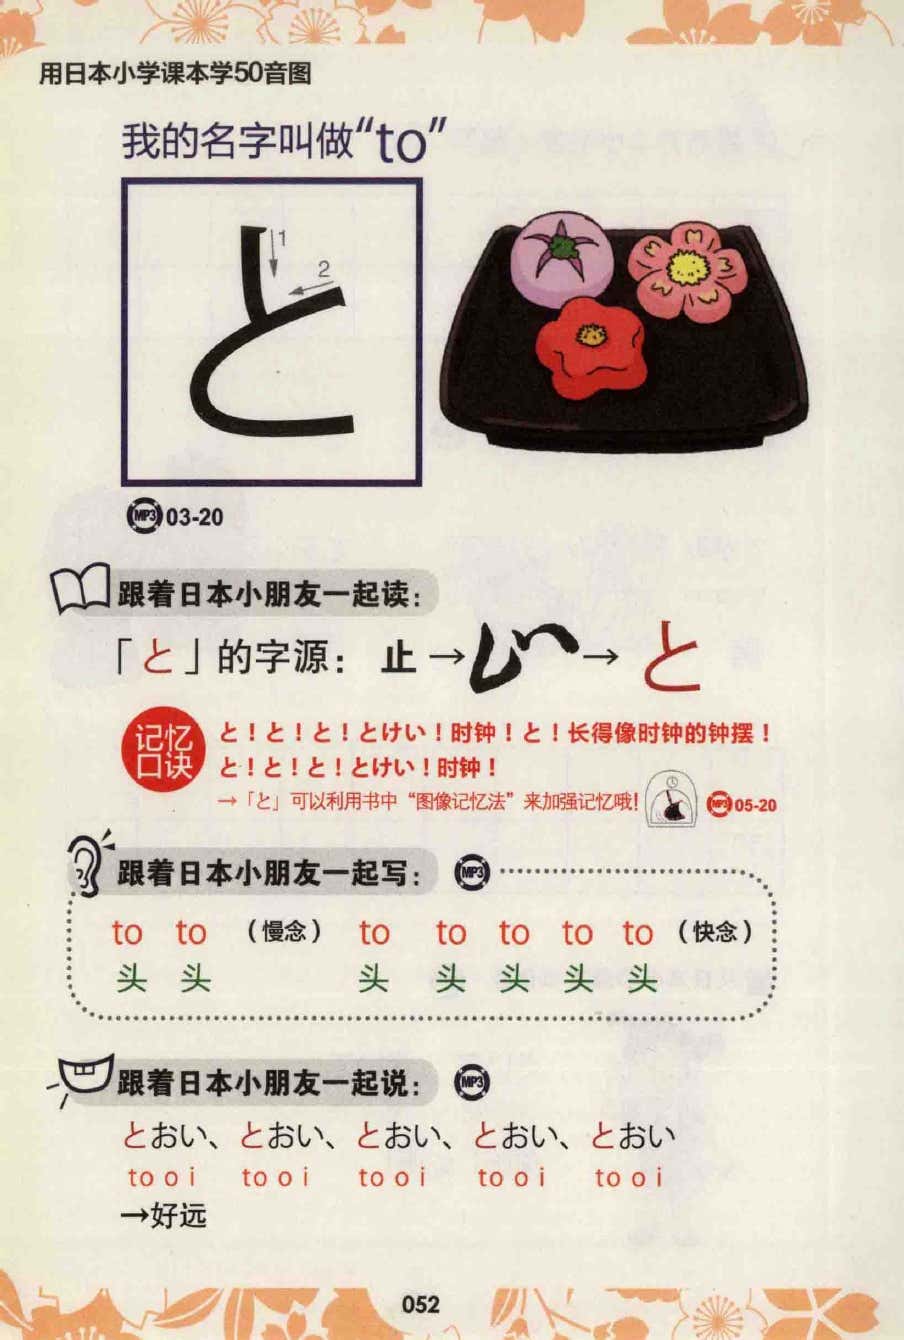 用日本小学课本学50音图
我的名字叫做“to”
と
1
2
MP3 03-20
跟着日本小朋友一起读：
「と」的字源： 止→→と
记忆口诀
と！と！と！とけい！时钟！と！长得像时钟的钟摆！
と！と！と！とけい！时钟！
→「と」可以利用书中“图像记忆法”来加强记忆哦！ MP3 05-20
跟着日本小朋友一起写： MP3
to to （慢念） to to to to to （快念）
头 头 头 头 头 头 头
跟着日本小朋友一起说： MP3
とおい、とおい、とおい、とおい、とおい
to o i to o i to o i to o i to o i
→好远
052